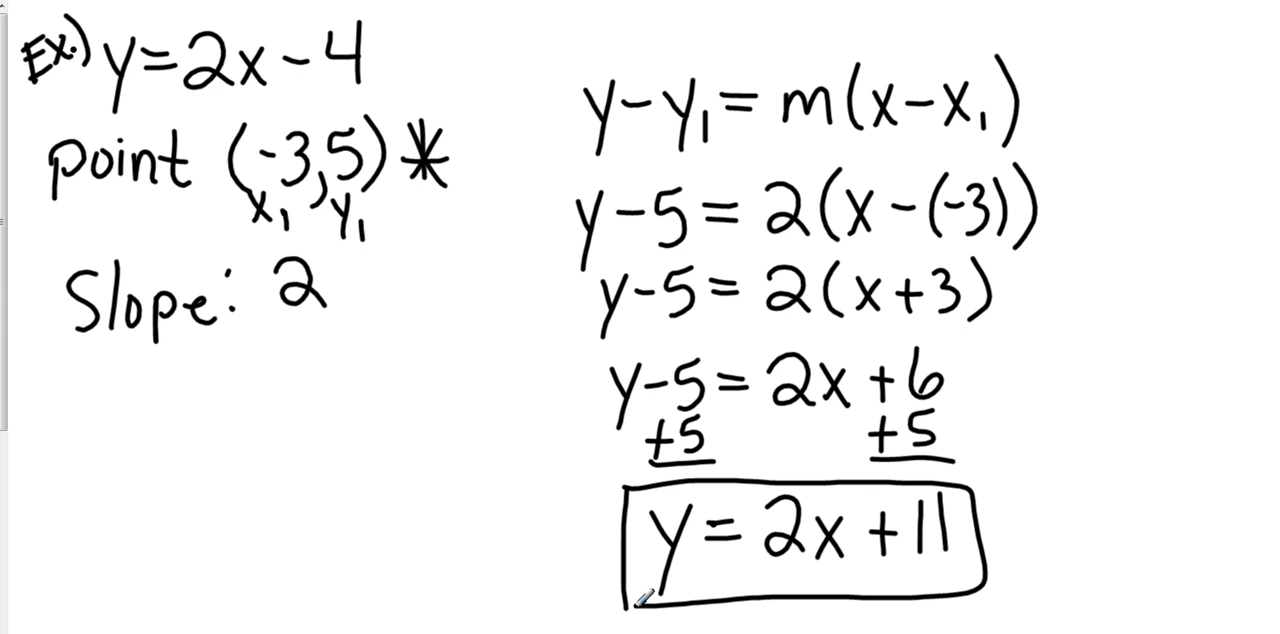 Ex.) y=2x-4
point (-3,5)*
x₁, y₁
Slope: 2
y-y₁=m(x-x₁)
y-5=2(x-(-3))
y-5=2(x+3)
y-5=2x+6
+5 +5
y=2x+11